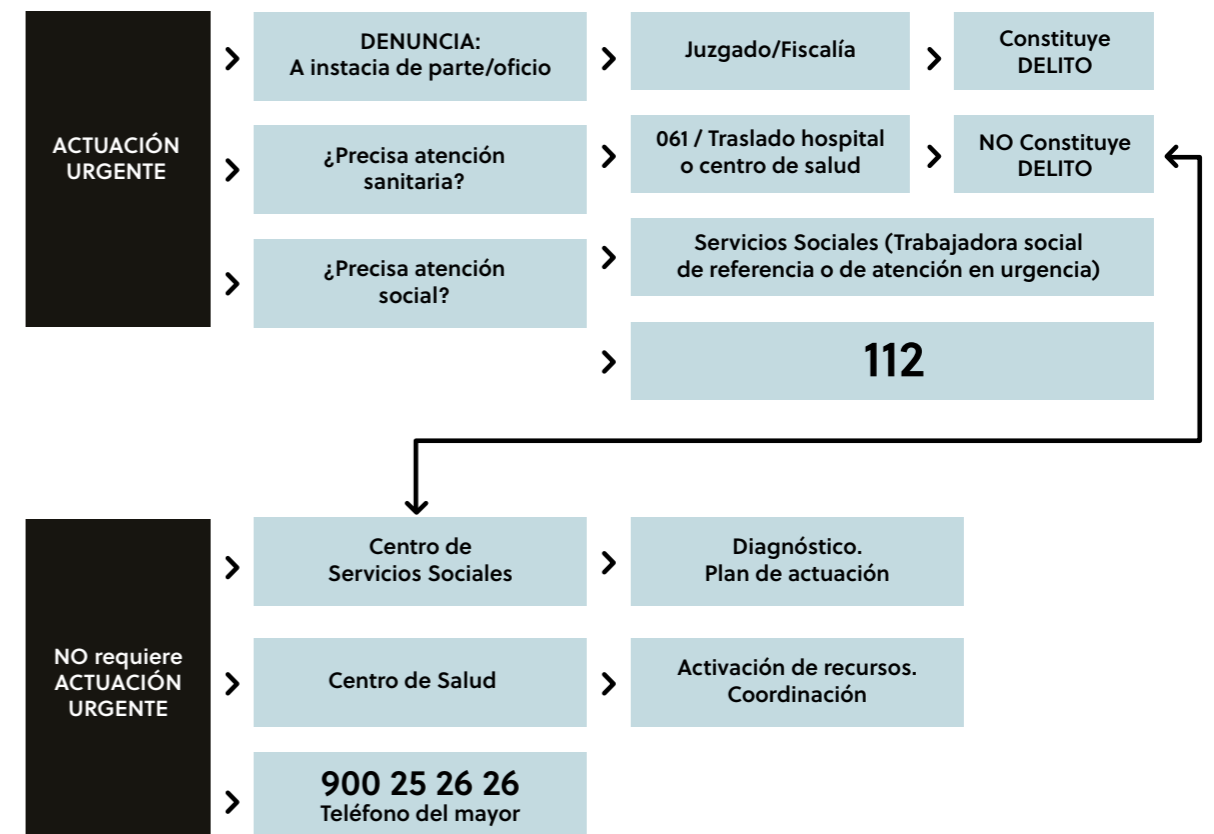 ACTUACIÓN
URGENTE
DENUNCIA:
A instacia de parte/oficio
Juzgado/Fiscalía
Constituye
DELITO
¿Precisa atención
sanitaria?
061 / Traslado hospital
o centro de salud
NO Constituye
DELITO
¿Precisa atención
social?
Servicios Sociales (Trabajadora social
de referencia o de atención en urgencia)
112
NO requiere
ACTUACIÓN
URGENTE
Centro de
Servicios Sociales
Diagnóstico.
Plan de actuación
Centro de Salud
Activación de recursos.
Coordinación
900 25 26 26
Teléfono del mayor